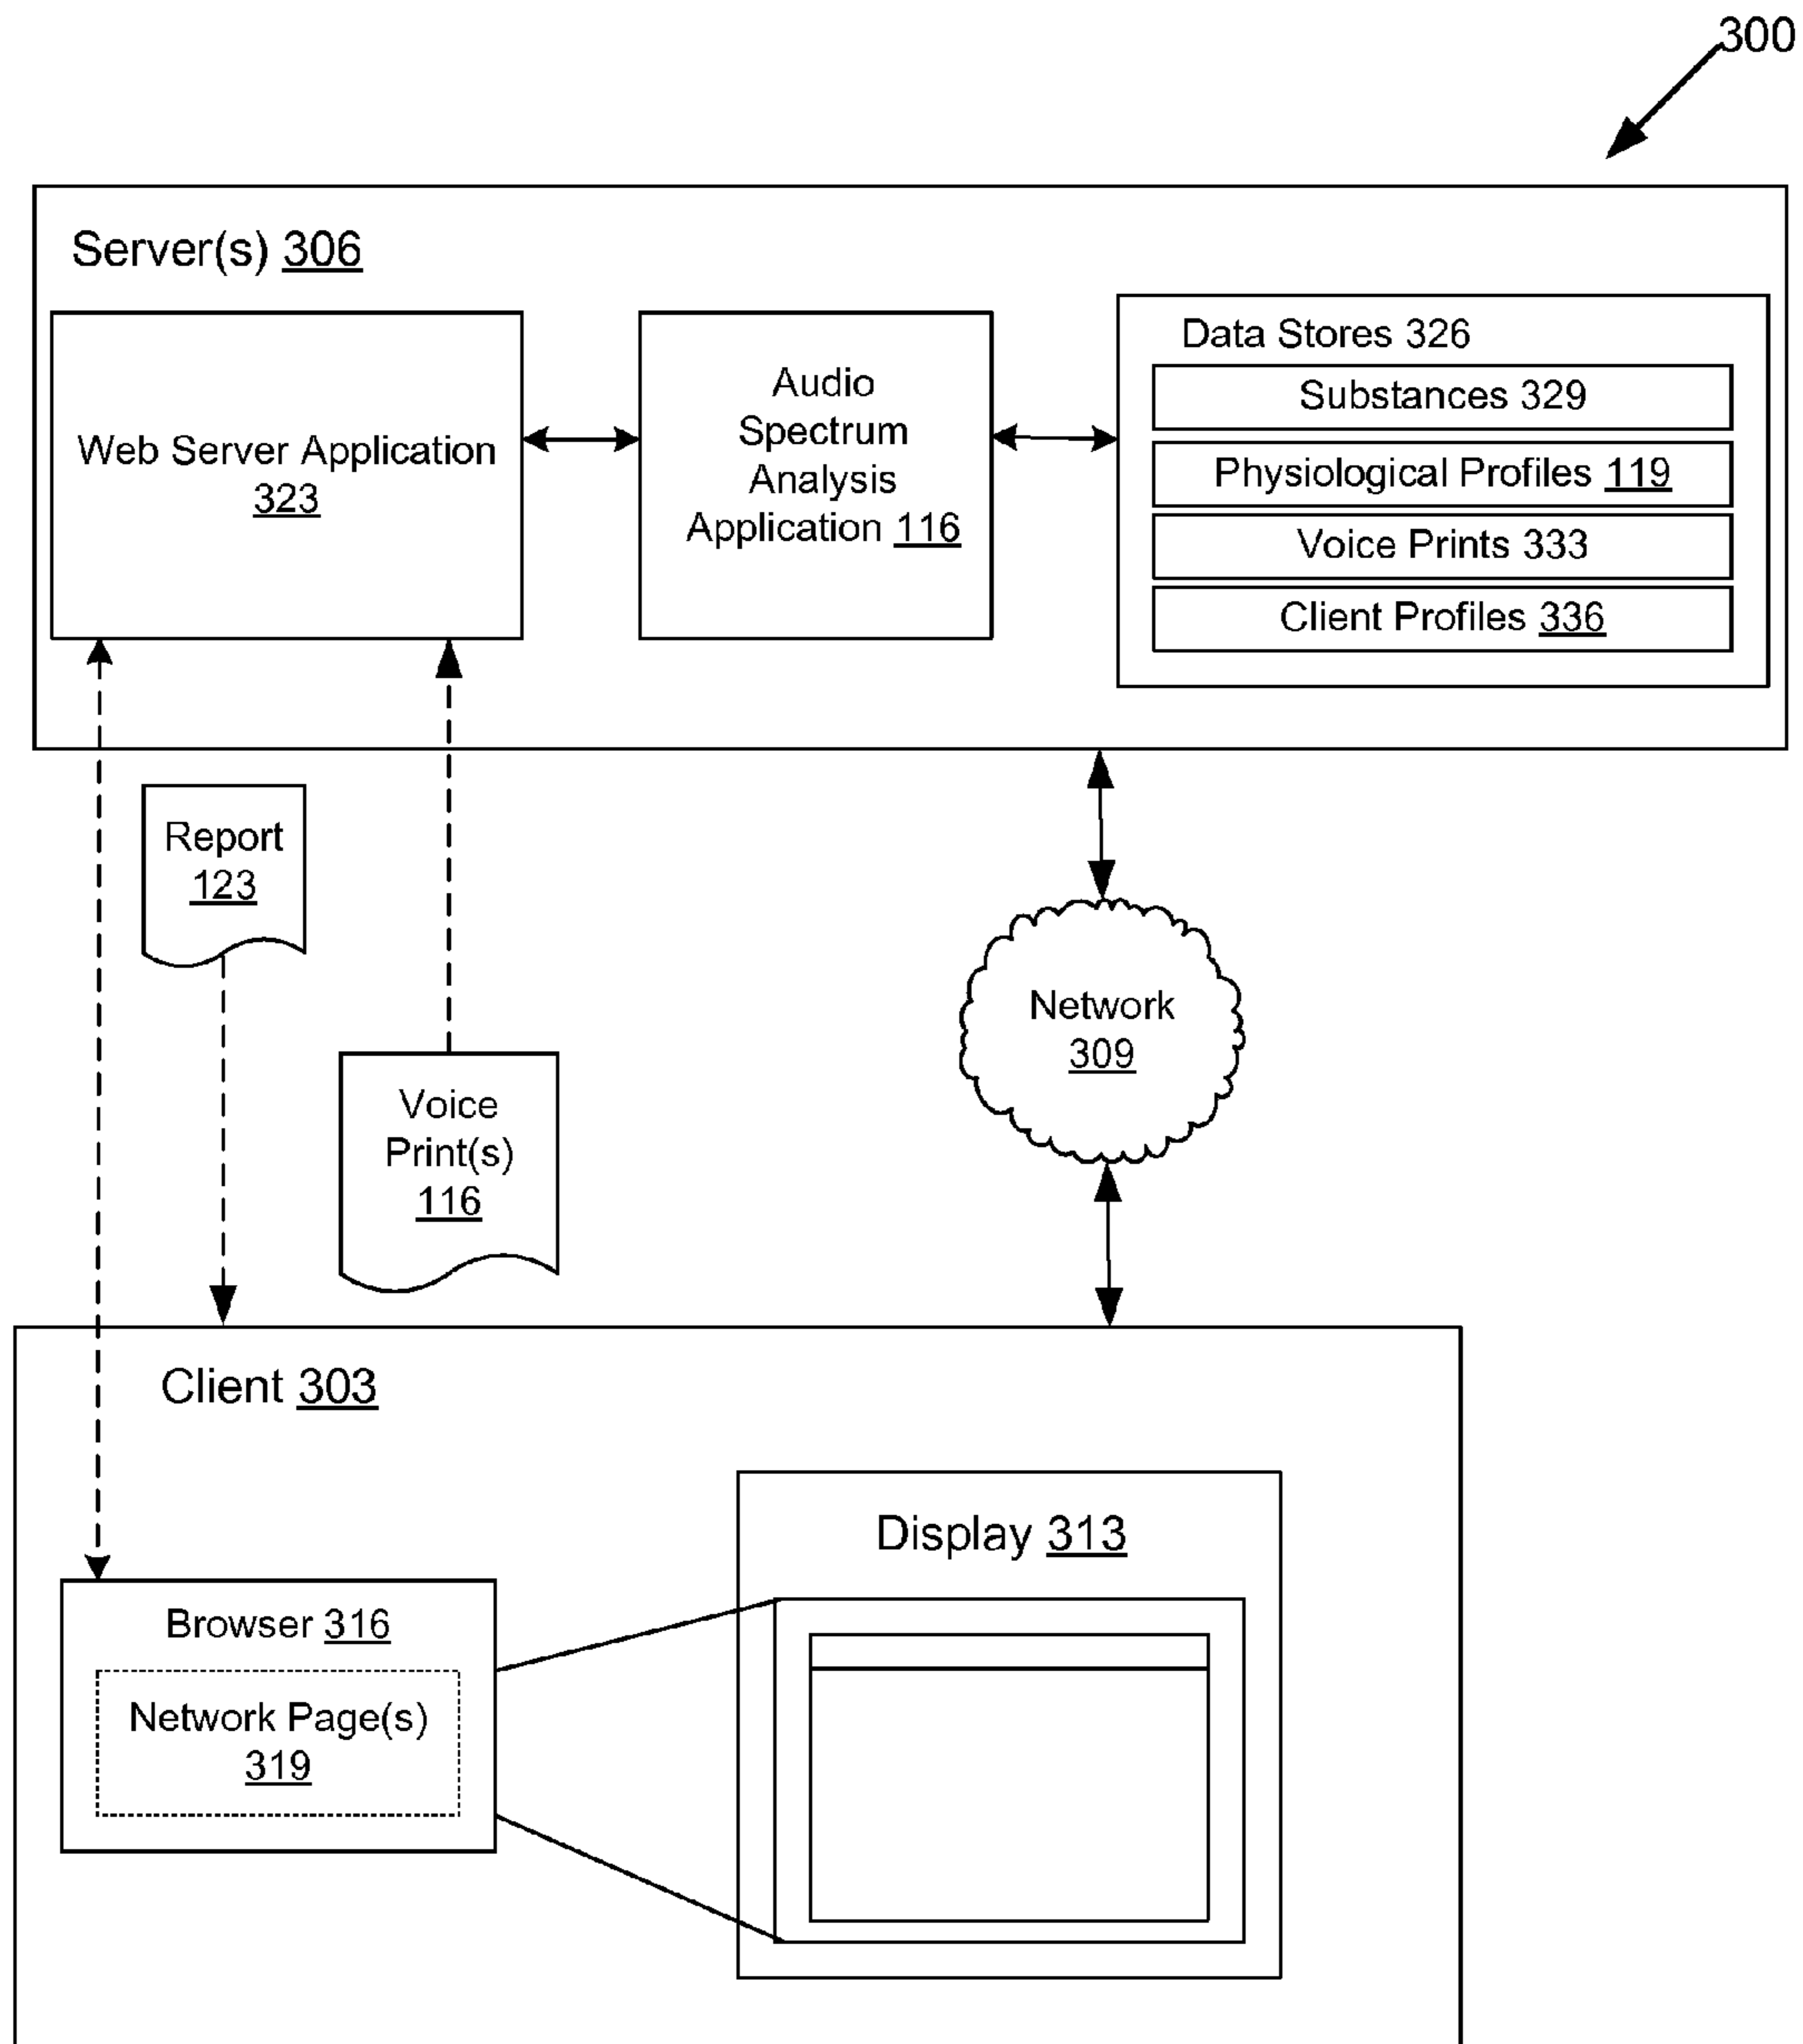 300
Server(s) 306
Web Server Application
323
Audio
Spectrum
Analysis
Application 116
Data Stores 326
Substances 329
Physiological Profiles 119
Voice Prints 333
Client Profiles 336
Report
123
Voice
Print(s)
116
Network
309
Client 303
Display 313
Browser 316
Network Page(s)
319